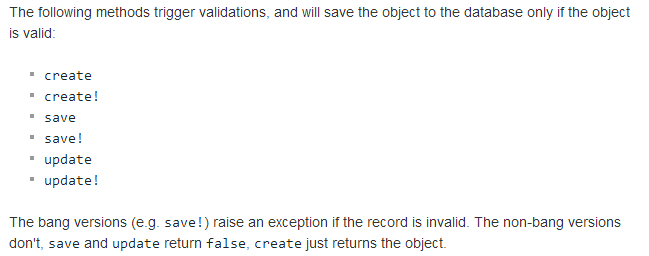 The following methods trigger validations, and will save the object to the database only if the object
is valid:
create
create!
save
save!
update
update!
The bang versions (e.g. save!) raise an exception if the record is invalid. The non-bang versions
don't, save and update return false, create just returns the object.